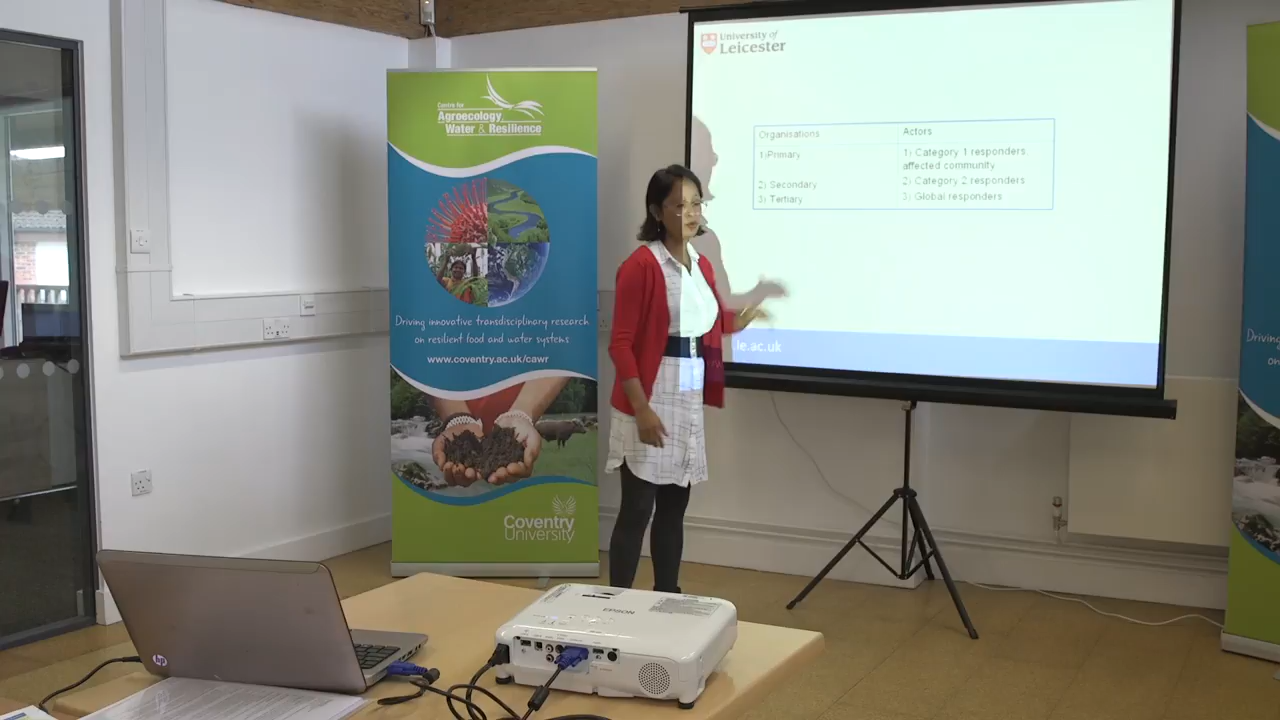 Centre for
Agroecology,
Water & Resilience
Driving innovative transdisciplinary research
on resilient food and water systems
www.coventry.ac.uk/cawr
Coventry
University
University of
Leicester
Organisations
Actors
1)Primary
1) Category 1 responders,
affected community
2) Secondary
2) Category 2 responders
3) Tertiary
3) Global responders
.le.ac.uk
Driving
on
hp
EPSON